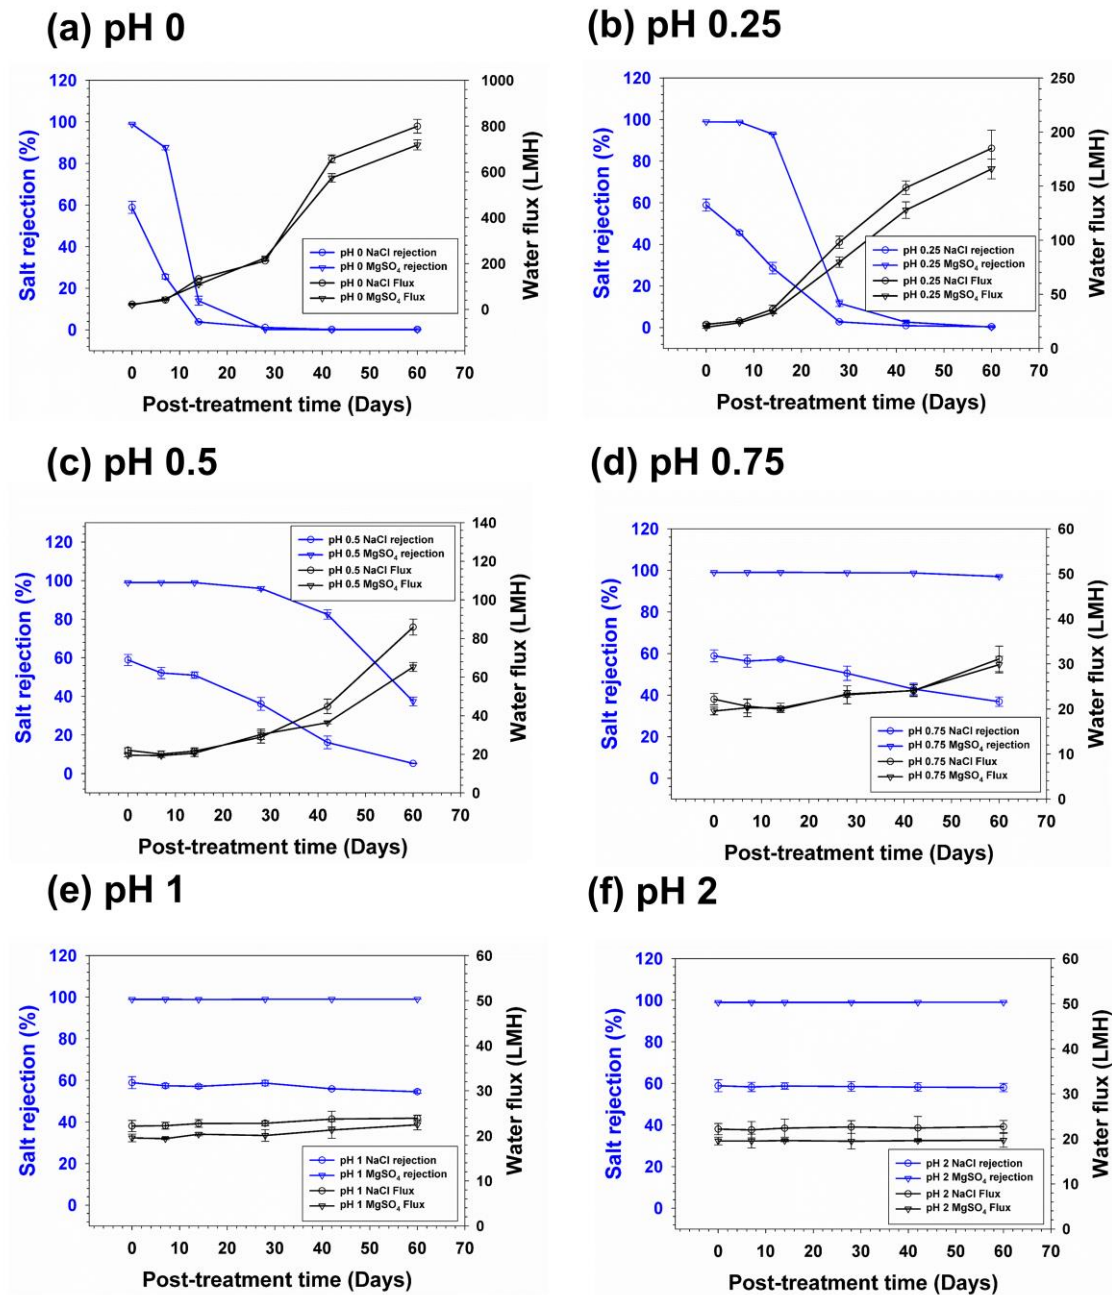 (a) pH 0
Salt rejection (%)
120
100
80
60
40
20
0
1000
800
600
400
200
0
Water flux (LMH)
pH 0 NaCl rejection
pH 0 MgSO₄ rejection
pH 0 NaCl Flux
pH 0 MgSO₄ Flux
0 10 20 30 40 50 60 70
Post-treatment time (Days)
(b) pH 0.25
Salt rejection (%)
120
100
80
60
40
20
0
250
200
150
100
50
0
Water flux (LMH)
pH 0.25 NaCl rejection
pH 0.25 MgSO₄ rejection
pH 0.25 NaCl Flux
pH 0.25 MgSO₄ Flux
0 10 20 30 40 50 60 70
Post-treatment time (Days)
(c) pH 0.5
Salt rejection (%)
120
100
80
60
40
20
0
140
120
100
80
60
40
20
0
Water flux (LMH)
pH 0.5 NaCl rejection
pH 0.5 MgSO₄ rejection
pH 0.5 NaCl Flux
pH 0.5 MgSO₄ Flux
0 10 20 30 40 50 60 70
Post-treatment time (Days)
(d) pH 0.75
Salt rejection (%)
120
100
80
60
40
20
0
60
50
40
30
20
10
0
Water flux (LMH)
pH 0.75 NaCl rejection
pH 0.75 MgSO₄ rejection
pH 0.75 NaCl Flux
pH 0.75 MgSO₄ Flux
0 10 20 30 40 50 60 70
Post-treatment time (Days)
(e) pH 1
Salt rejection (%)
120
100
80
60
40
20
0
60
50
40
30
20
10
0
Water flux (LMH)
pH 1 NaCl rejection
pH 1 MgSO₄ rejection
pH 1 NaCl Flux
pH 1 MgSO₄ Flux
0 10 20 30 40 50 60 70
Post-treatment time (Days)
(f) pH 2
Salt rejection (%)
120
100
80
60
40
20
0
60
50
40
30
20
10
0
Water flux (LMH)
pH 2 NaCl rejection
pH 2 MgSO₄ rejection
pH 2 NaCl Flux
pH 2 MgSO₄ Flux
0 10 20 30 40 50 60 70
Post-treatment time (Days)